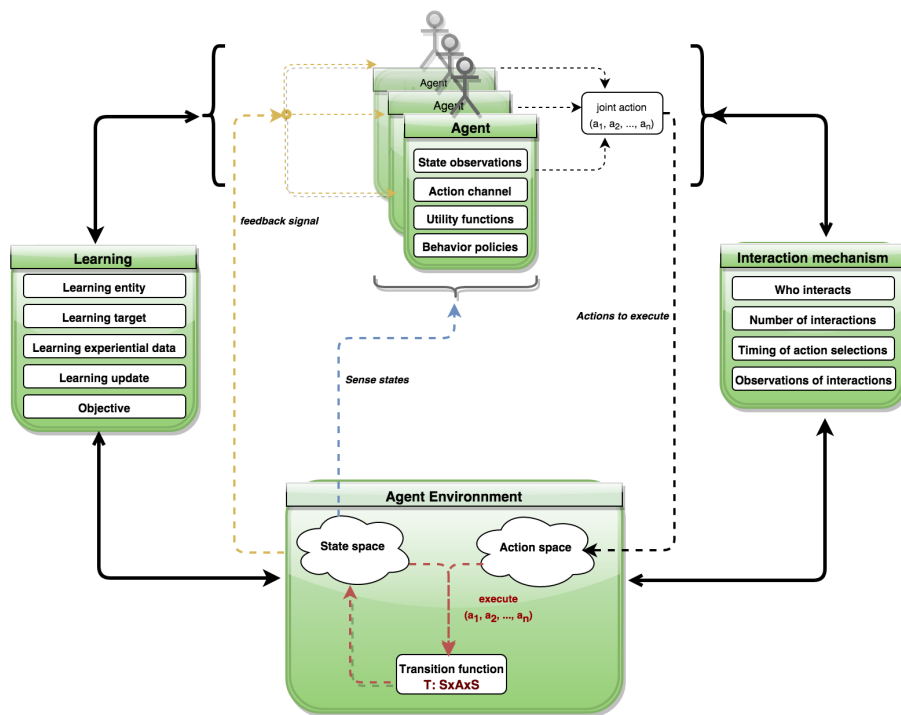 Agent
Agent
Agent
State observations
Action channel
Utility functions
Behavior policies
joint action
(a1, a2, ..., an)
feedback signal
Learning
Learning entity
Learning target
Learning experiential data
Learning update
Objective
Interaction mechanism
Who interacts
Number of interactions
Timing of action selections
Observations of interactions
Actions to execute
Sense states
Agent Environnment
State space
Action space
execute
(a1, a2, ..., an)
Transition function
T: SxAxS